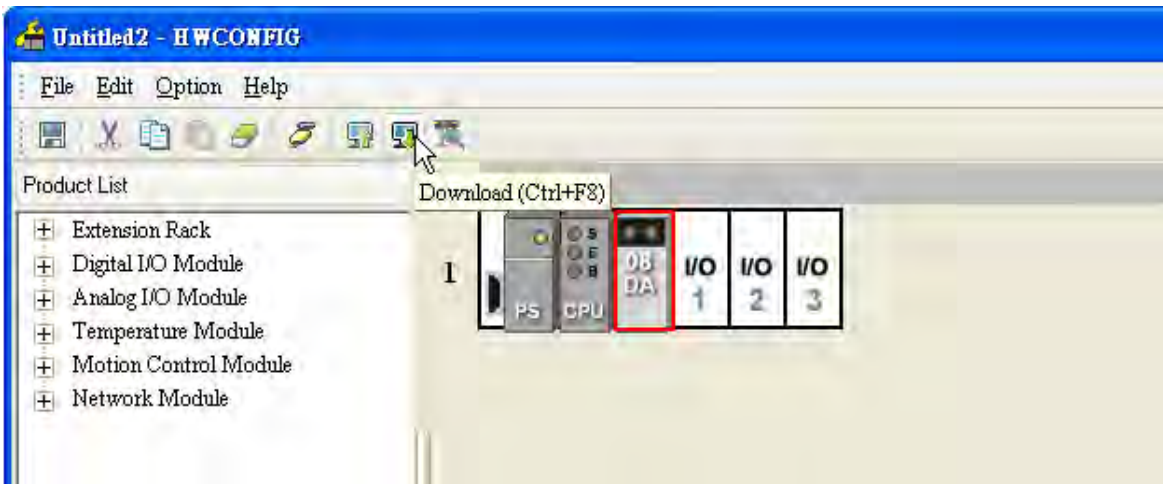 Untitled2 - HWCONFIG
File Edit Option Help
Product List
Download (Ctrl+F8)
Extension Rack
Digital I/O Module
Analog I/O Module
Temperature Module
Motion Control Module
Network Module
1
PS
S
E
B
CPU
08
DA
I/O
1
I/O
2
I/O
3